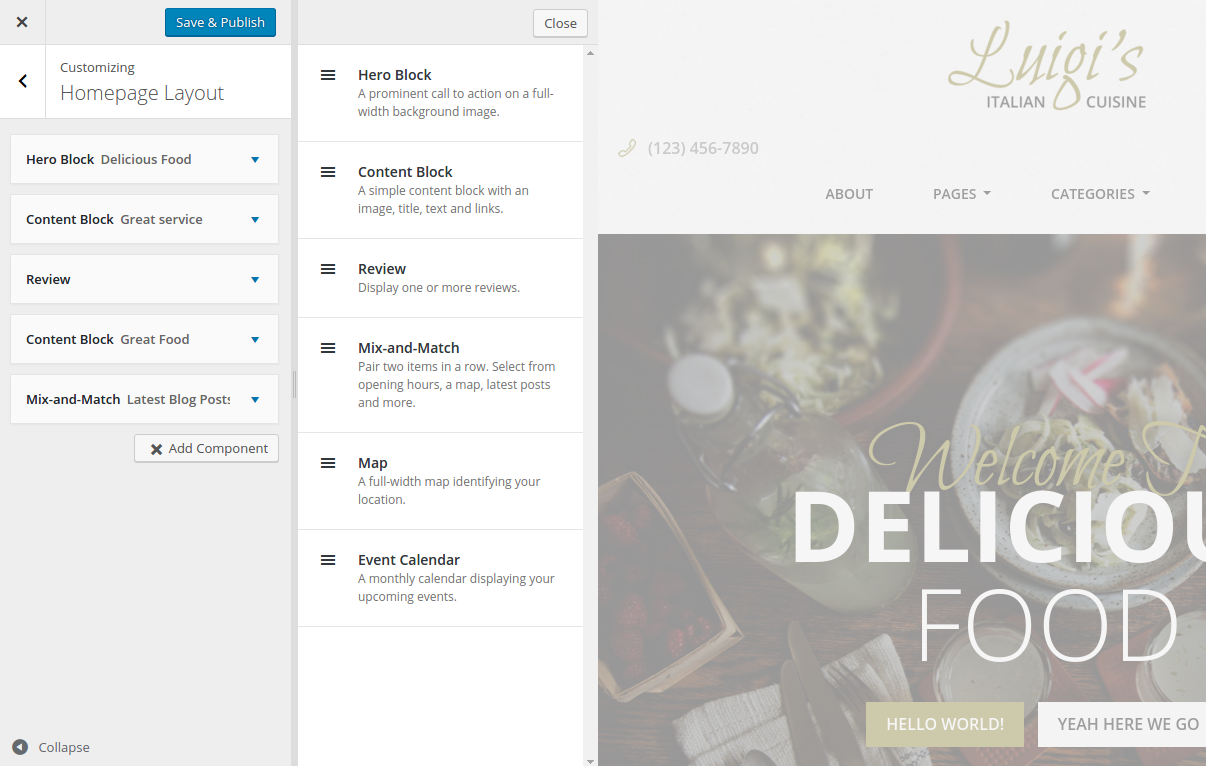 Save & Publish
Customizing
Homepage Layout
Hero Block Delicious Food
Content Block Great service
Review
Content Block Great Food
Mix-and-Match Latest Blog Posts
Add Component
Collapse
Close
Hero Block
A prominent call to action on a full-
width background image.
Content Block
A simple content block with an
image, title, text and links.
Review
Display one or more reviews.
Mix-and-Match
Pair two items in a row. Select from
opening hours, a map, latest posts
and more.
Map
A full-width map identifying your
location.
Event Calendar
A monthly calendar displaying your
upcoming events.
Luigi's
ITALIAN CUISINE
(123) 456-7890
ABOUT PAGES CATEGORIES
Welcome T
DELICIOU
FOOD
HELLO WORLD! YEAH HERE WE GO